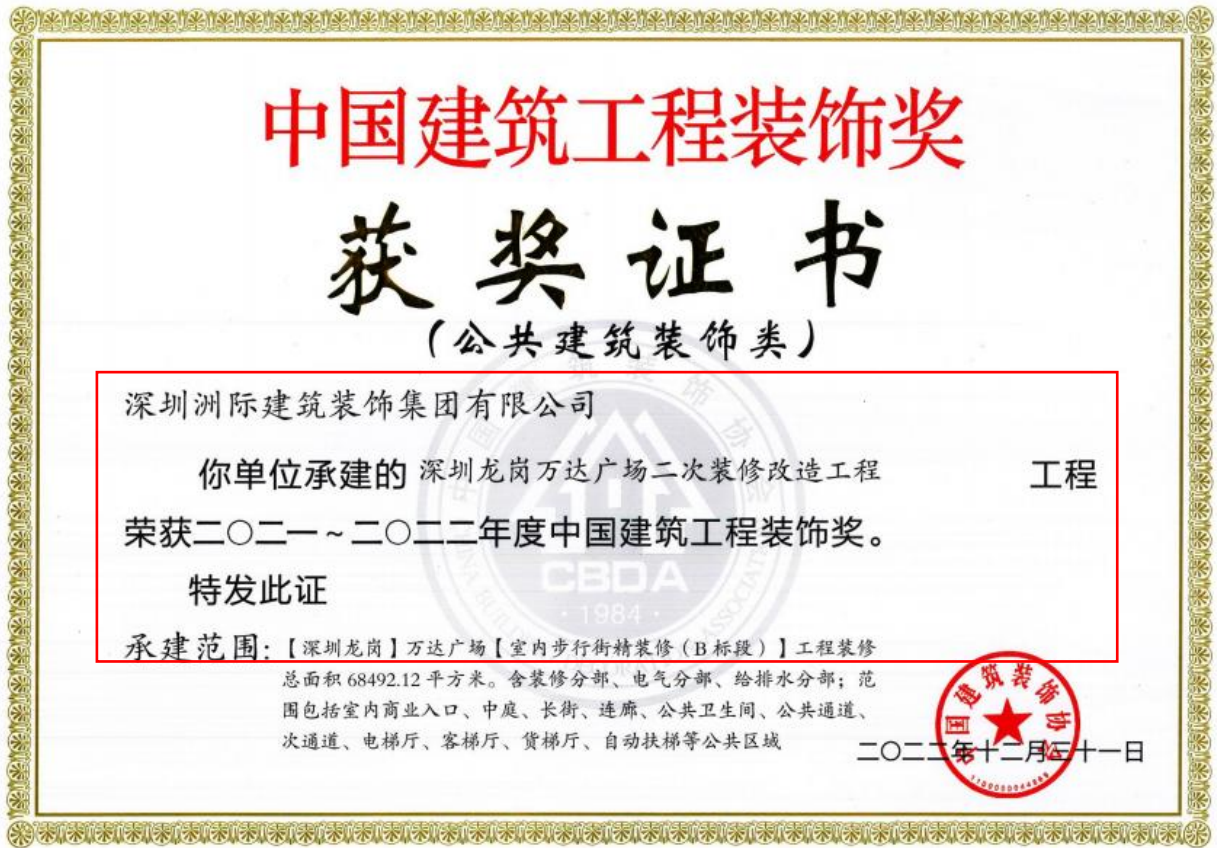 中国建筑工程装饰奖
获奖证书
（公共建筑装饰类）
深圳洲际建筑装饰集团有限公司
你单位承建的 深圳龙岗万达广场二次装修改造工程 工程
荣获二〇二一~二〇二二年度中国建筑工程装饰奖。
特发此证
承建范围：【深圳龙岗】万达广场【室内步行街精装修（B标段）】工程装修
总面积 68492.12 平方米。含装修分部、电气分部、给排水分部；范
围包括室内商业入口、中庭、长街、连廊、公共卫生间、公共通道、
次通道、电梯厅、客梯厅、货梯厅、自动扶梯等公共区域
二〇二二年十二月三十一日
中国建筑装饰协会
CBDA
·1984·